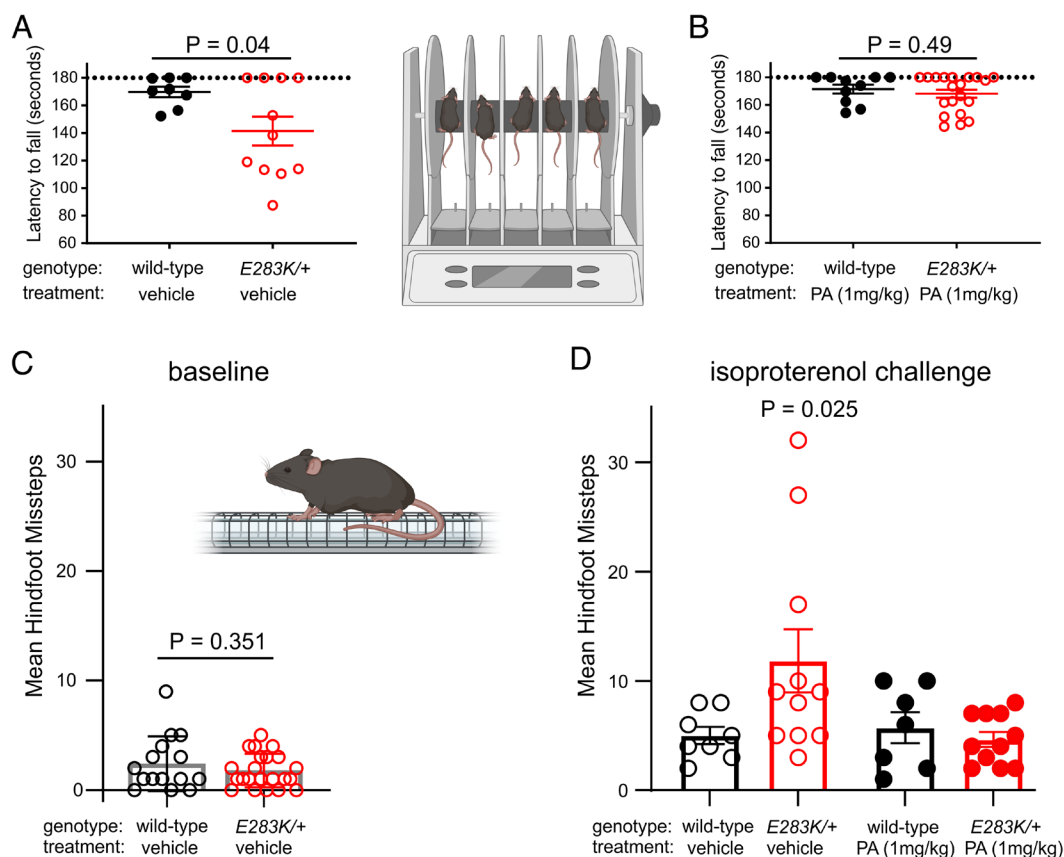 A
P = 0.04
Latency to fall (seconds)
180
160
140
120
100
80
60
genotype: wild-type E283K/+
treatment: vehicle vehicle
B
P = 0.49
Latency to fall (seconds)
180
160
140
120
100
80
60
genotype: wild-type E283K/+
treatment: PA (1mg/kg) PA (1mg/kg)
C
baseline
Mean Hindfoot Missteps
30
20
10
0
P = 0.351
genotype: wild-type E283K/+
treatment: vehicle vehicle
D
isoproterenol challenge
P = 0.025
Mean Hindfoot Missteps
30
20
10
0
genotype: wild-type E283K/+ wild-type E283K/+
treatment: vehicle vehicle PA (1mg/kg) PA (1mg/kg)